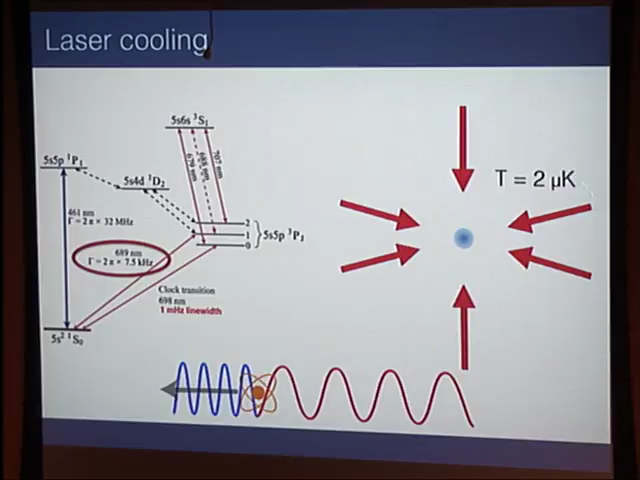 Laser cooling
5s6s ³S₁
5s5p ¹P₁
5s4d ¹D₂
679 nm
688 nm
707 nm
T = 2 µK
461 nm
Γ = 2π × 32 MHz
2
1
0
5s5p ³PJ
689 nm
Γ = 2π × 7.5 kHz
Clock transition
698 nm
1 mHz linewidth
5s² ¹S₀